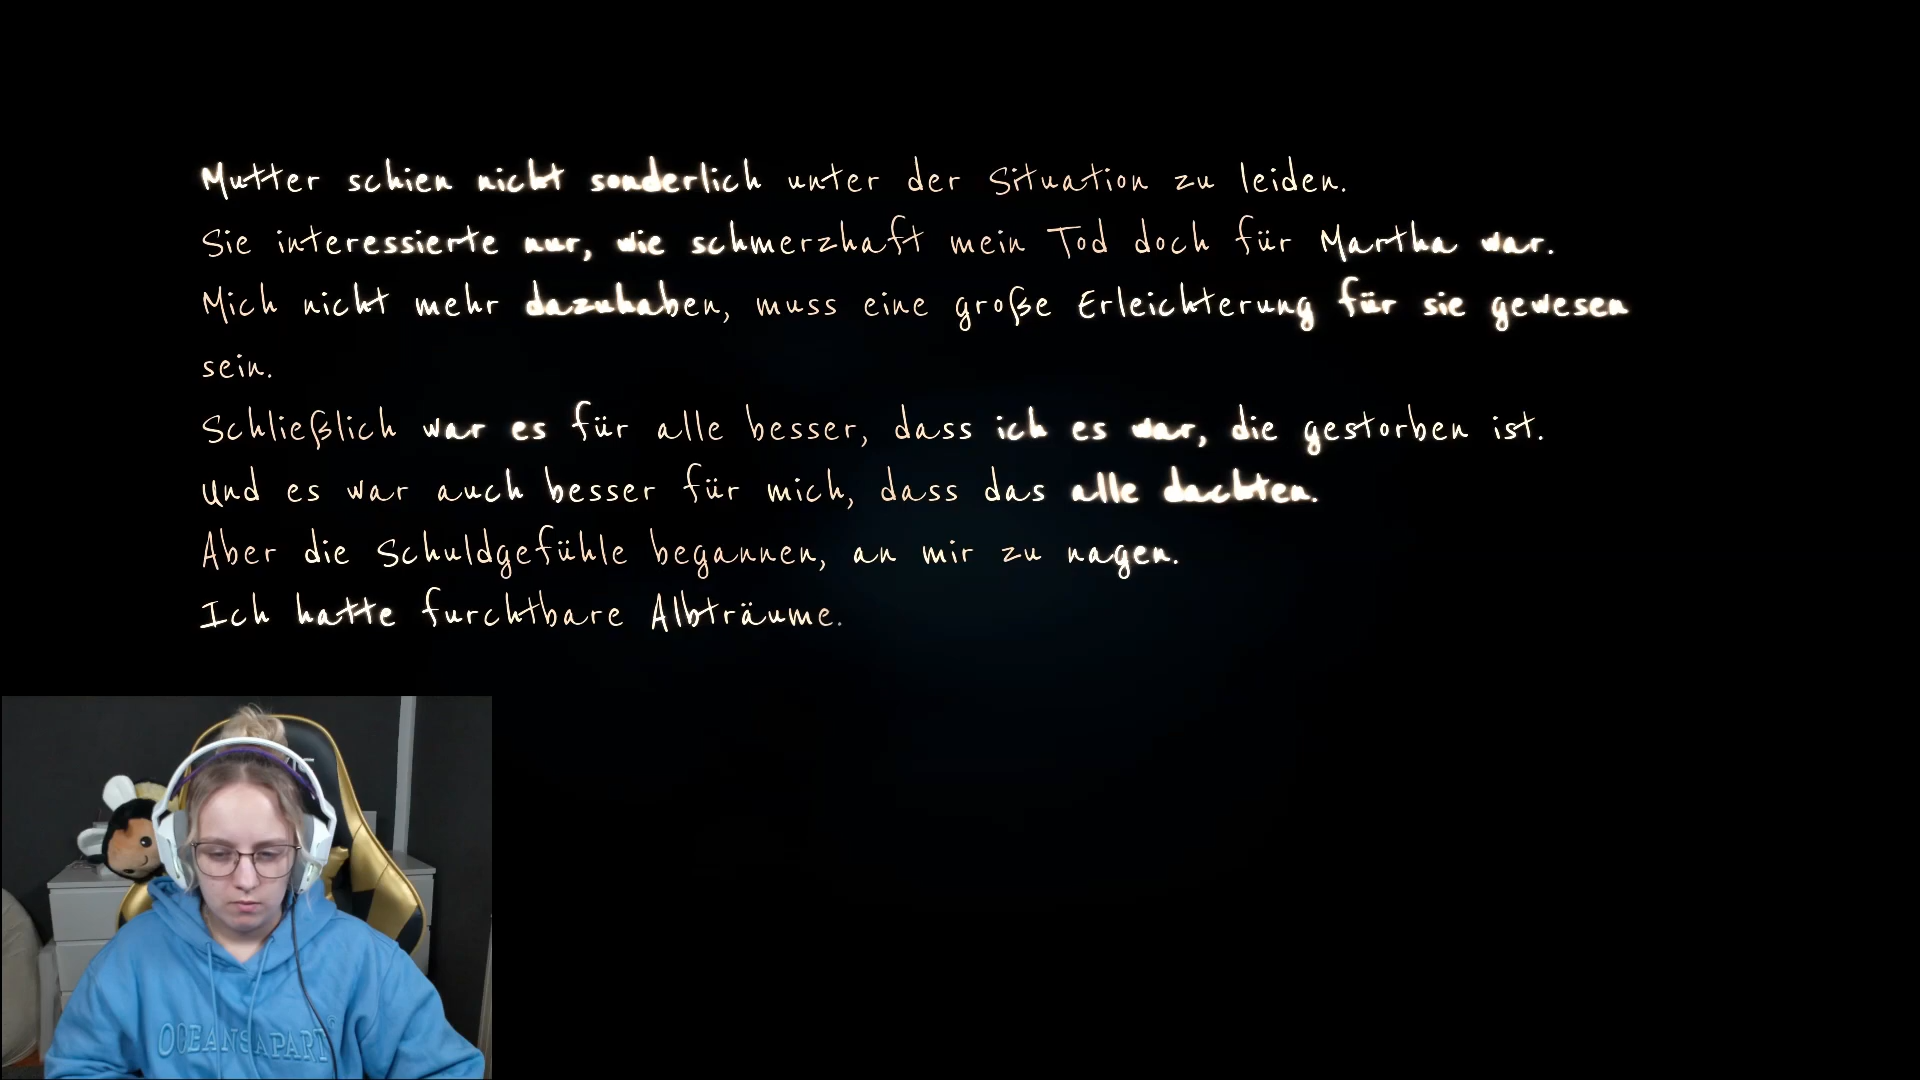 Mutter schien nicht sonderlich unter der Situation zu leiden.
Sie interessierte nur, wie schmerzhaft mein Tod doch für Martha war.
Mich nicht mehr dazuhaben, muss eine große Erleichterung für sie gewesen
sein.
Schließlich war es für alle besser, dass ich es war, die gestorben ist.
Und es war auch besser für mich, dass das alle dachten.
Aber die Schuldgefühle begannen, an mir zu nagen.
Ich hatte furchtbare Albträume.
OCEANSAPART